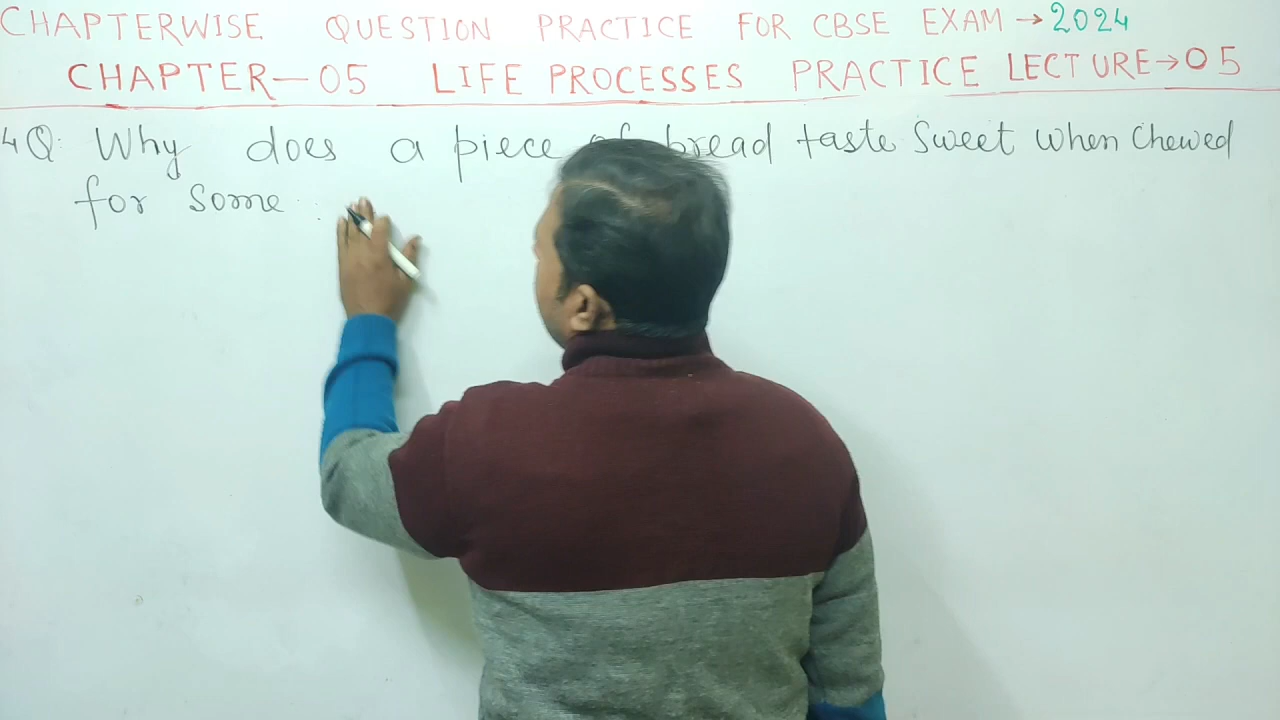 CHAPTERWISE QUESTION PRACTICE FOR CBSE EXAM → 2024
CHAPTER—05 LIFE PROCESSES PRACTICE LECTURE→05
4Q: Why does a piece of bread taste sweet when chewed
for some